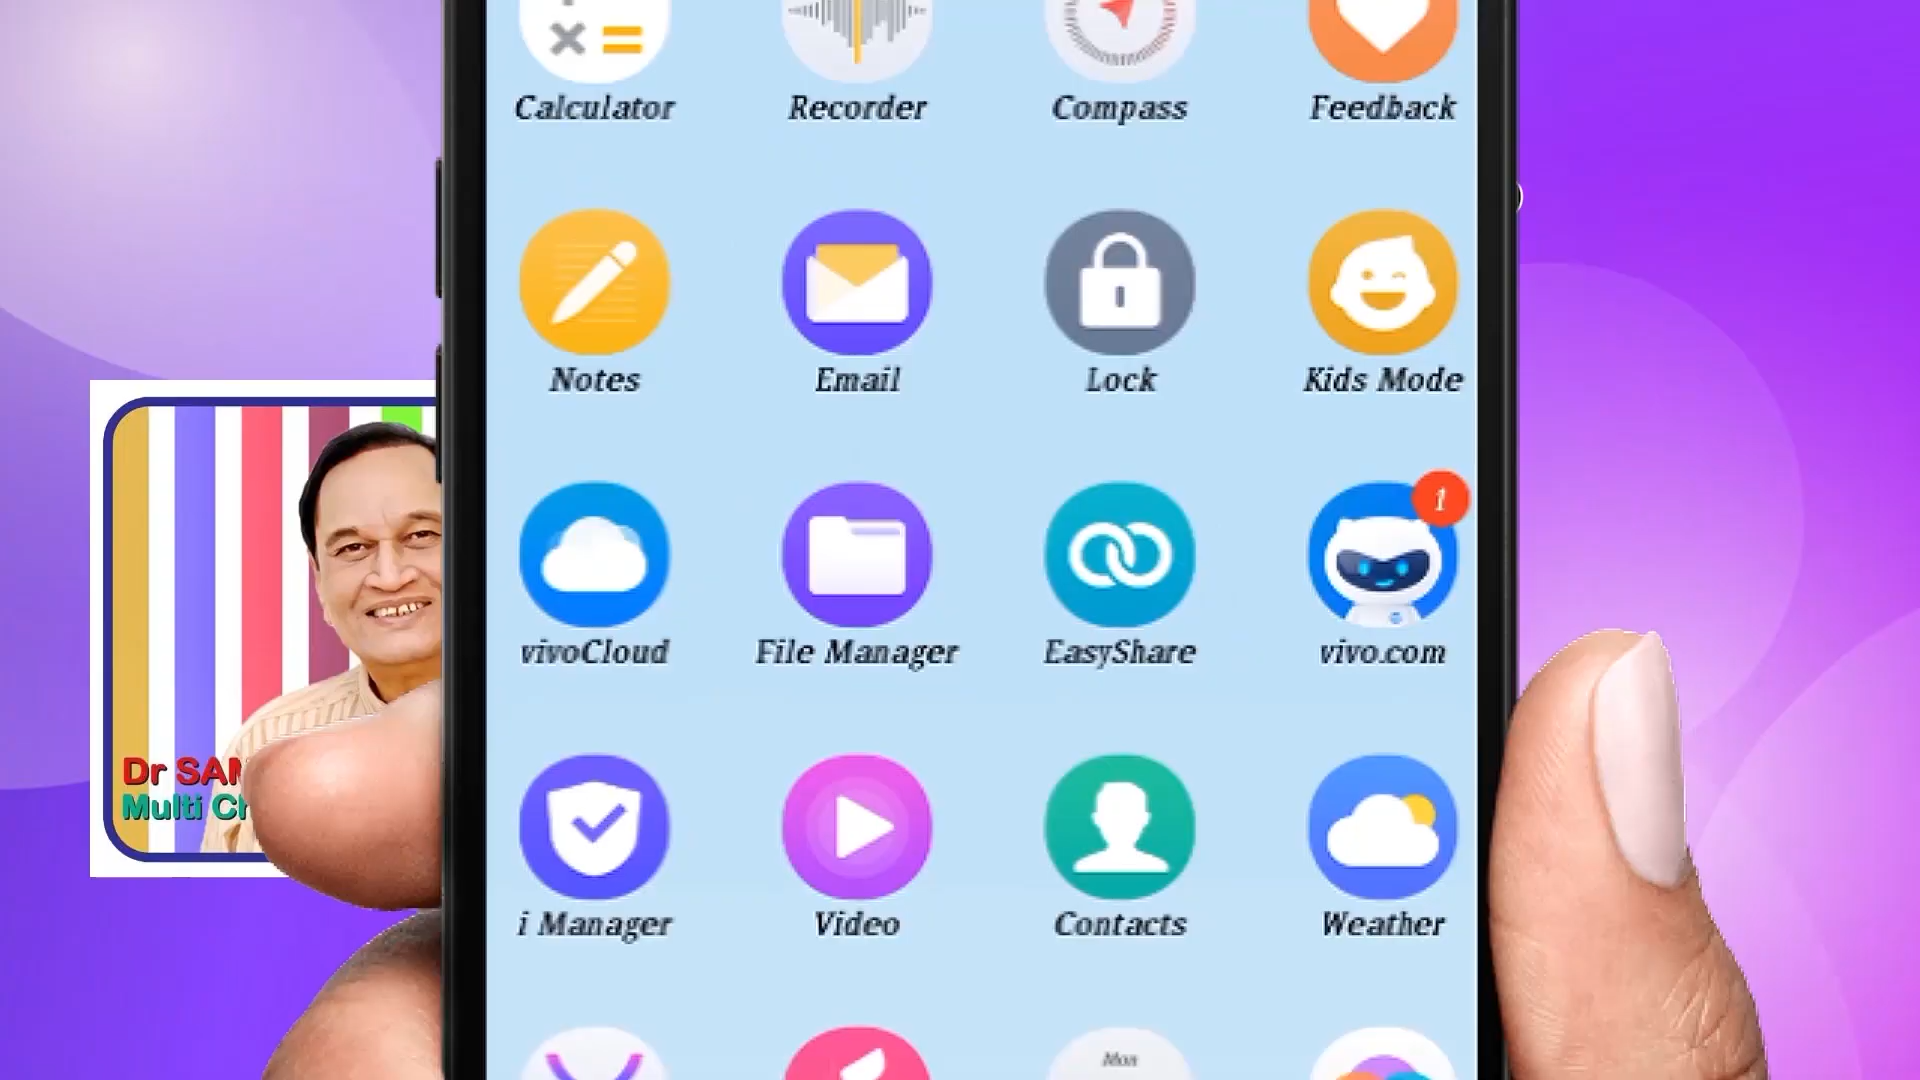 Calculator Recorder Compass Feedback
Notes Email Lock Kids Mode
1
vivoCloud File Manager EasyShare vivo.com
i Manager Video Contacts Weather
Dr
Multi
Mon